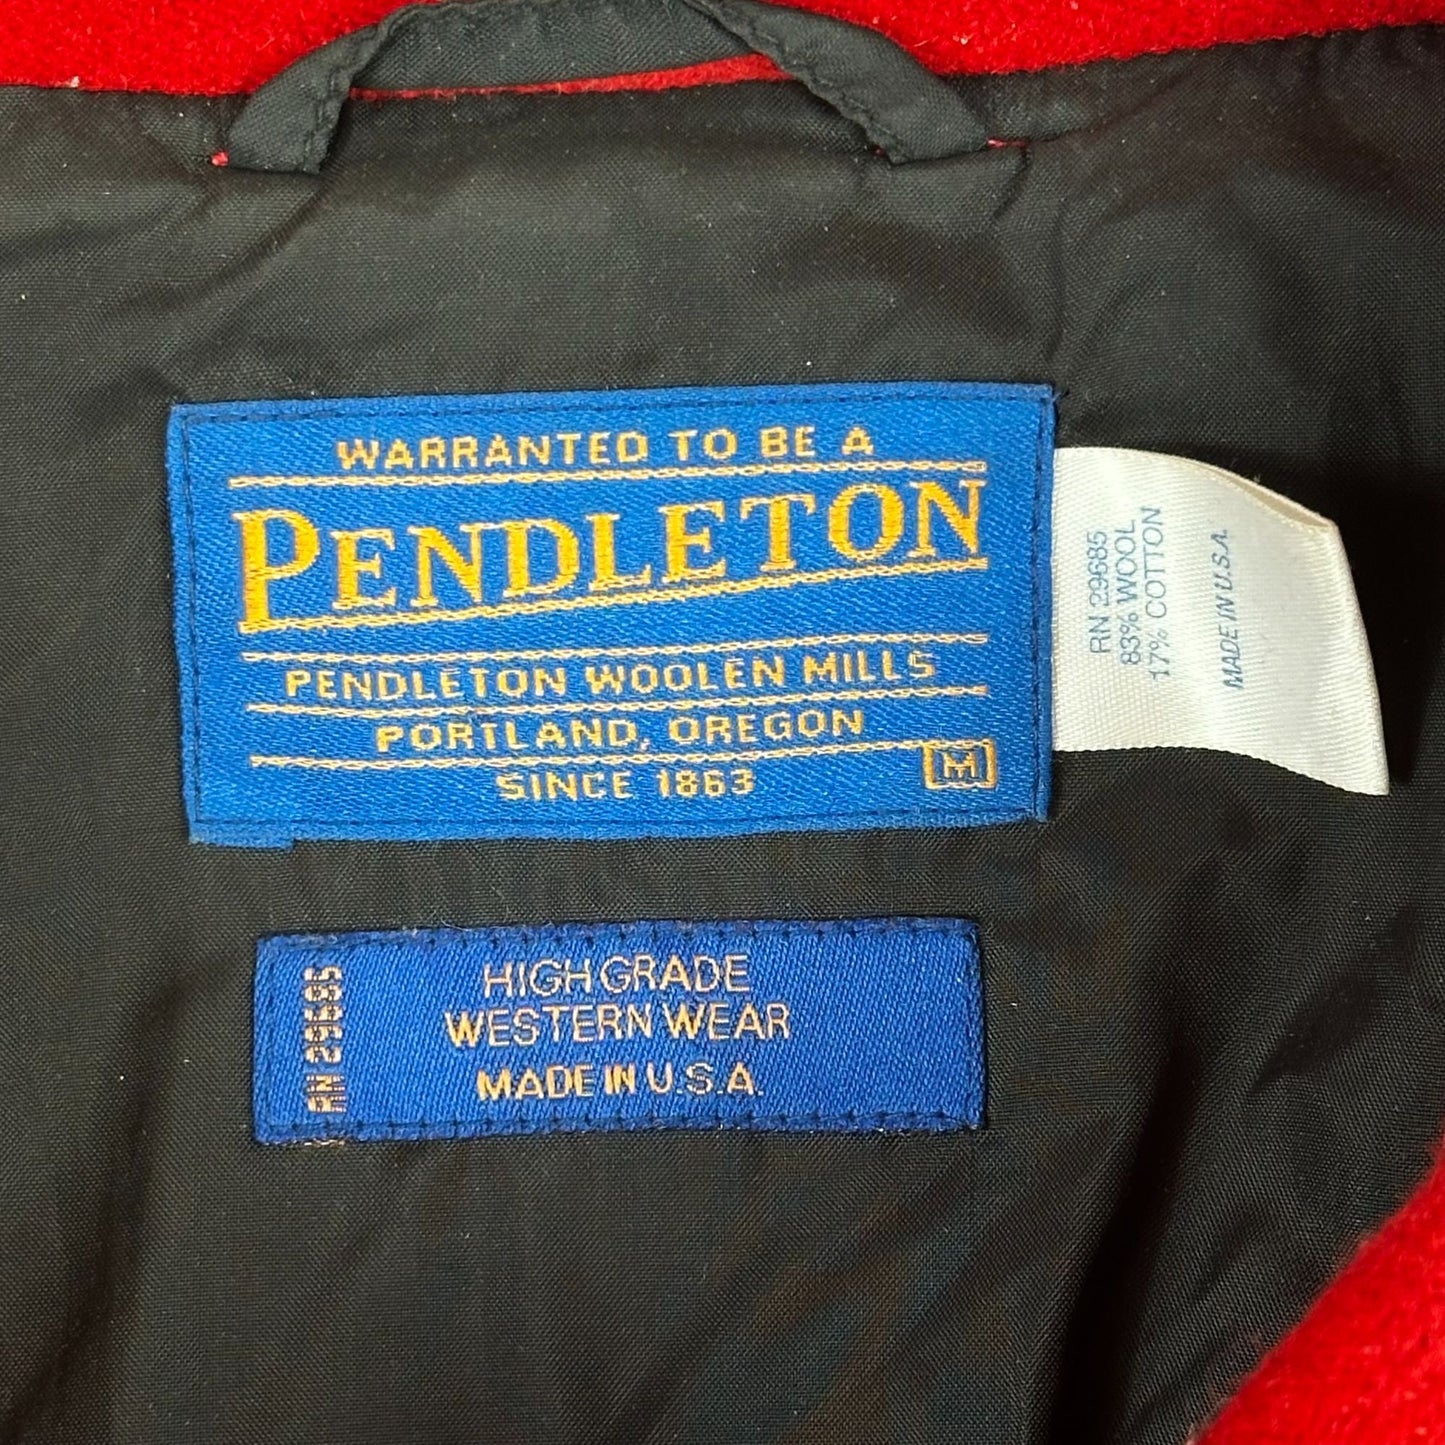 WARRANTED TO BE A
PENDLETON
PENDLETON WOOLEN MILLS
PORTLAND, OREGON
SINCE 1863
M
RN 29685
83% WOOL
17% COTTON
MADE IN U.S.A.
RN 29685
HIGH GRADE
WESTERN WEAR
MADE IN U.S.A.